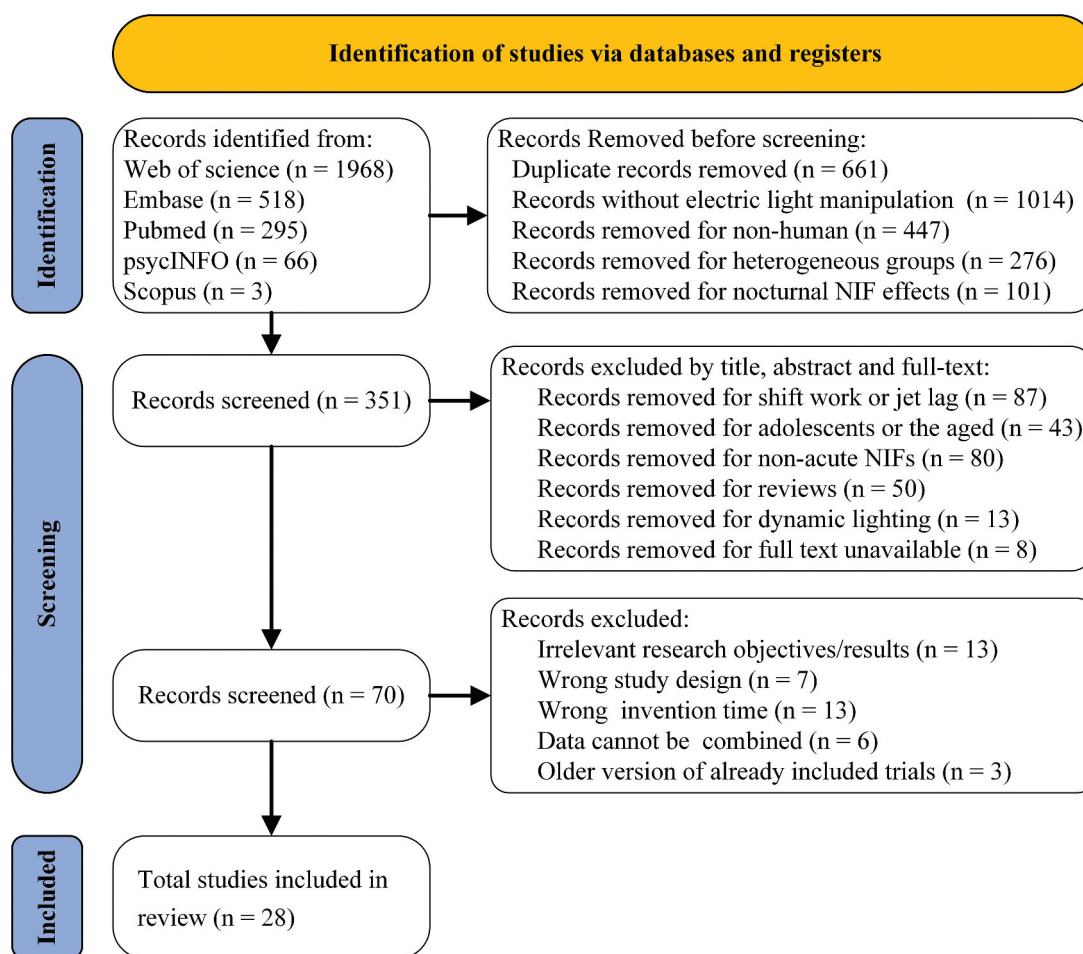 Identification of studies via databases and registers
Identification
Records identified from:
Web of science (n = 1968)
Embase (n = 518)
Pubmed (n = 295)
psycINFO (n = 66)
Scopus (n = 3)
Records Removed before screening:
Duplicate records removed (n = 661)
Records without electric light manipulation (n = 1014)
Records removed for non-human (n = 447)
Records removed for heterogeneous groups (n = 276)
Records removed for nocturnal NIF effects (n = 101)
Screening
Records screened (n = 351)
Records excluded by title, abstract and full-text:
Records removed for shift work or jet lag (n = 87)
Records removed for adolescents or the aged (n = 43)
Records removed for non-acute NIFs (n = 80)
Records removed for reviews (n = 50)
Records removed for dynamic lighting (n = 13)
Records removed for full text unavailable (n = 8)
Records screened (n = 70)
Records excluded:
Irrelevant research objectives/results (n = 13)
Wrong study design (n = 7)
Wrong invention time (n = 13)
Data cannot be combined (n = 6)
Older version of already included trials (n = 3)
Included
Total studies included in
review (n = 28)